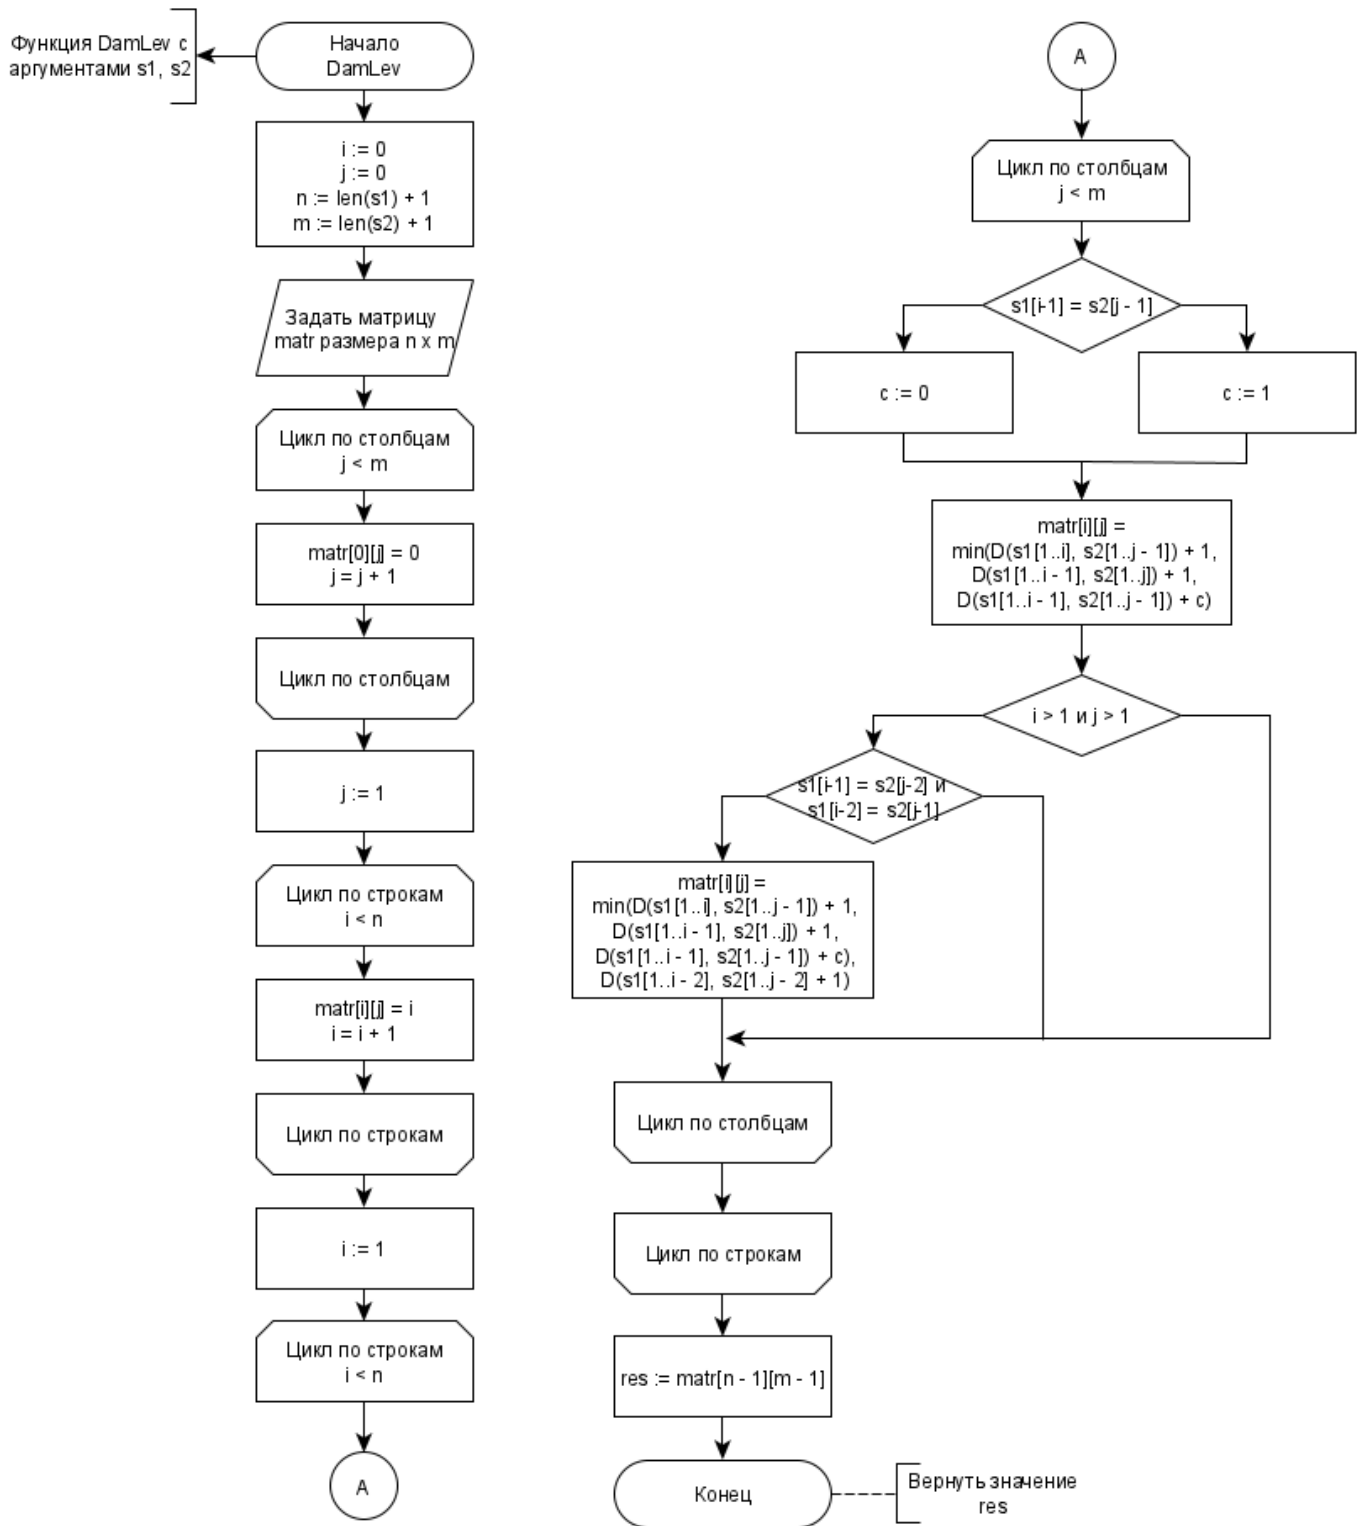 Функция DamLev с
аргументами s1, s2
Начало
DamLev
i := 0
j := 0
n := len(s1) + 1
m := len(s2) + 1
Задать матрицу
matr размера n x m
Цикл по столбцам
j < m
matr[0][j] = 0
j = j + 1
Цикл по столбцам
j := 1
Цикл по строкам
i < n
matr[i][j] = i
i = i + 1
Цикл по строкам
i := 1
Цикл по строкам
i < n
A
A
Цикл по столбцам
j < m
s1[i-1] = s2[j - 1]
c := 0
c := 1
matr[i][j] =
min(D(s1[1..i], s2[1..j - 1]) + 1,
D(s1[1..i - 1], s2[1..j]) + 1,
D(s1[1..i - 1], s2[1..j - 1]) + c)
i > 1 и j > 1
s1[i-1] = s2[j-2] и
s1[i-2] = s2[j-1]
matr[i][j] =
min(D(s1[1..i], s2[1..j - 1]) + 1,
D(s1[1..i - 1], s2[1..j]) + 1,
D(s1[1..i - 1], s2[1..j - 1]) + c),
D(s1[1..i - 2], s2[1..j - 2] + 1)
Цикл по столбцам
Цикл по строкам
res := matr[n - 1][m - 1]
Конец
Вернуть значение
res